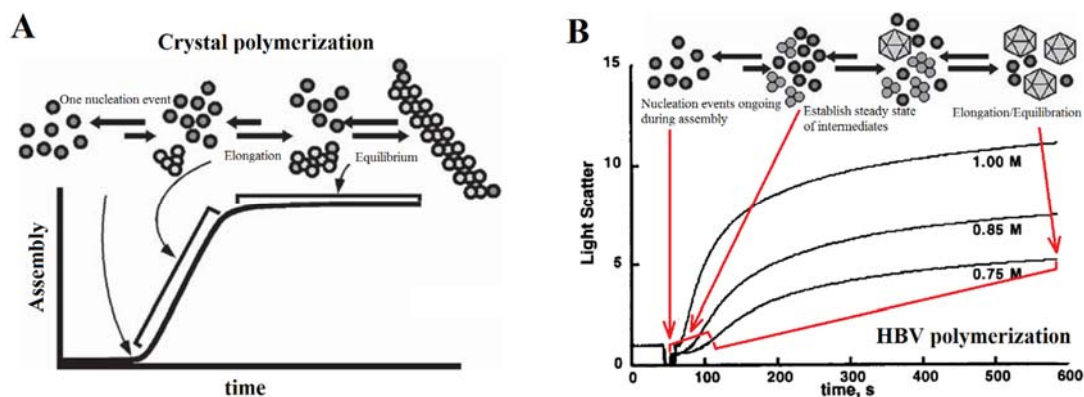 A
Crystal polymerization
One nucleation event
Elongation
Equilibrium
Assembly
time
B
Nucleation events ongoing
during assembly
Establish steady state
of intermediates
Elongation/Equilibration
15
10
5
0
Light Scatter
1.00 M
0.85 M
0.75 M
HBV polymerization
0 100 200 300 400 500 600
time, s